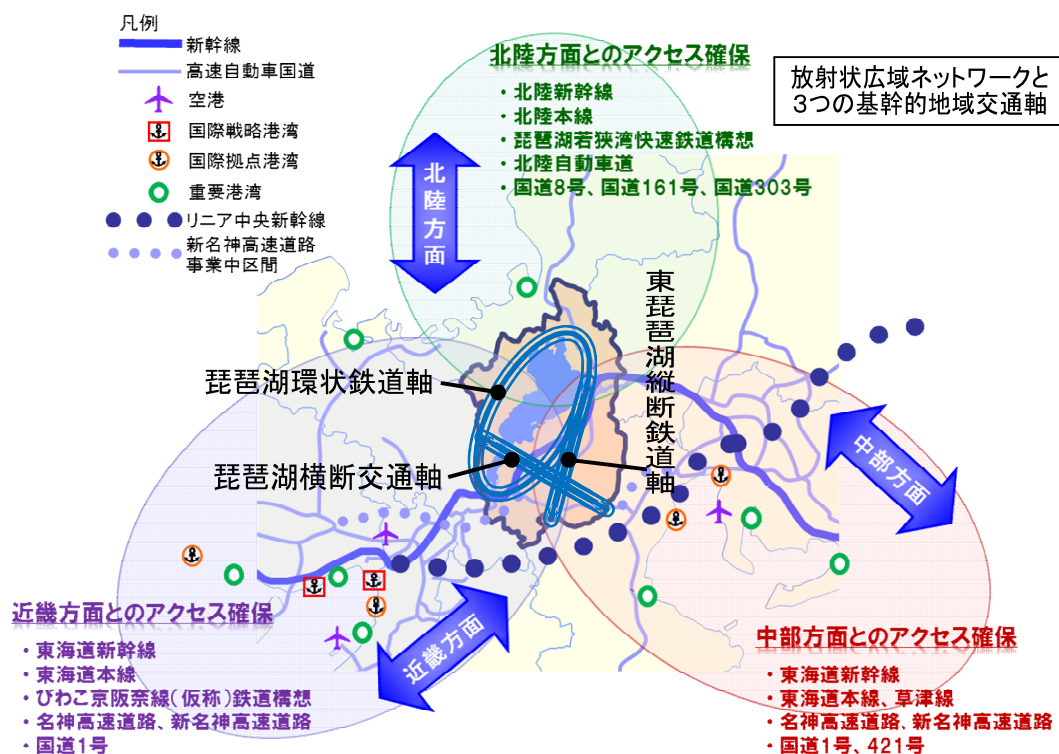 凡例
新幹線
高速自動車国道
空港
国際戦略港湾
国際拠点港湾
重要港湾
リニア中央新幹線
新名神高速道路
事業中区間
放射状広域ネットワークと
3つの基幹的地域交通軸
北陸方面とのアクセス確保
・北陸新幹線
・北陸本線
・琵琶湖若狭湾快速鉄道構想
・北陸自動車道
・国道8号、国道161号、国道303号
北陸方面
東琵琶湖縦断鉄道軸
琵琶湖環状鉄道軸
琵琶湖横断交通軸
中部方面
近畿方面
近畿方面とのアクセス確保
・東海道新幹線
・東海道本線
・びわこ京阪奈線(仮称)鉄道構想
・名神高速道路、新名神高速道路
・国道1号
中部方面とのアクセス確保
・東海道新幹線
・東海道本線、草津線
・名神高速道路、新名神高速道路
・国道1号、421号